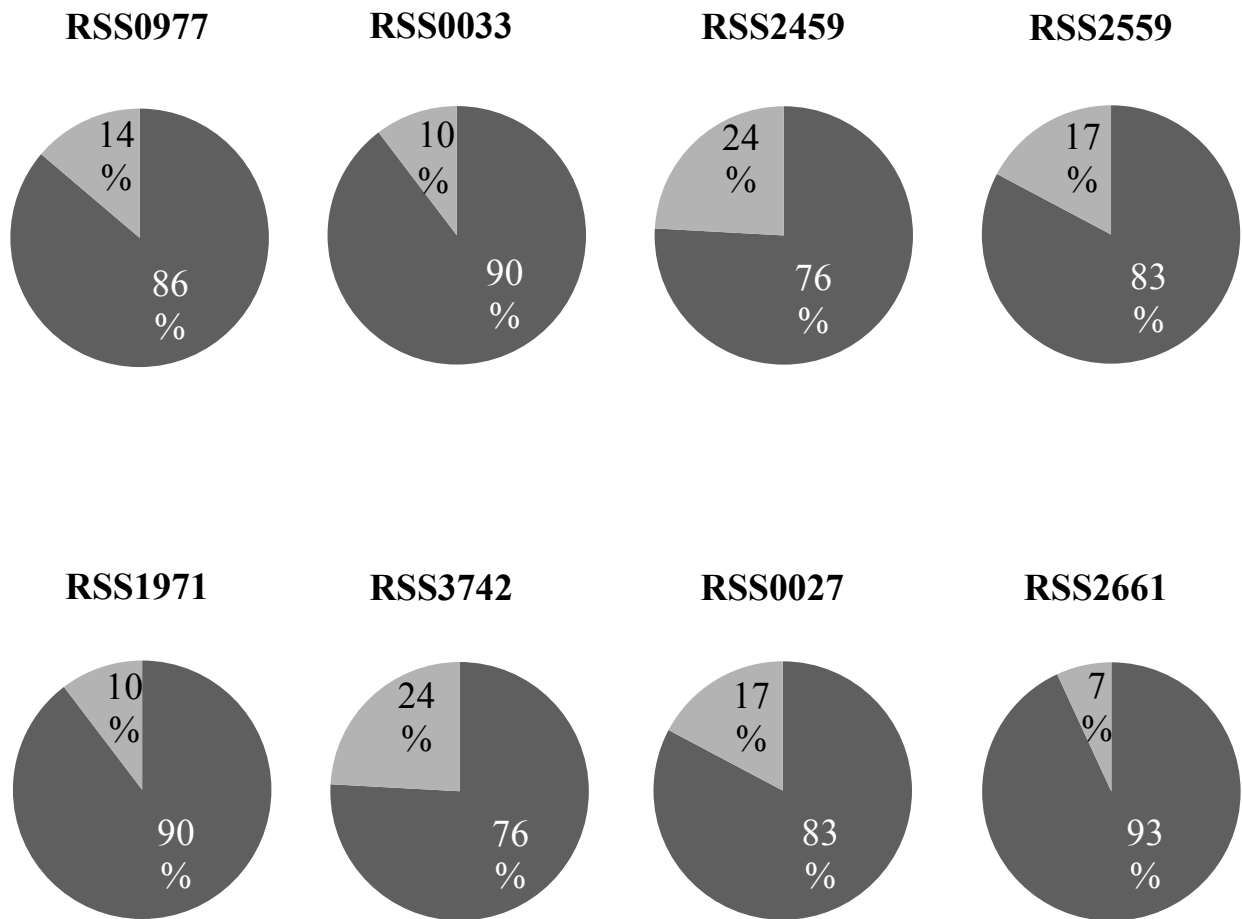 RSS0977 RSS0033 RSS2459 RSS2559
14 % 10 % 24 % 17 %
86 % 90 % 76 % 83 %
RSS1971 RSS3742 RSS0027 RSS2661
10 % 24 % 17 % 7 %
90 % 76 % 83 % 93 %